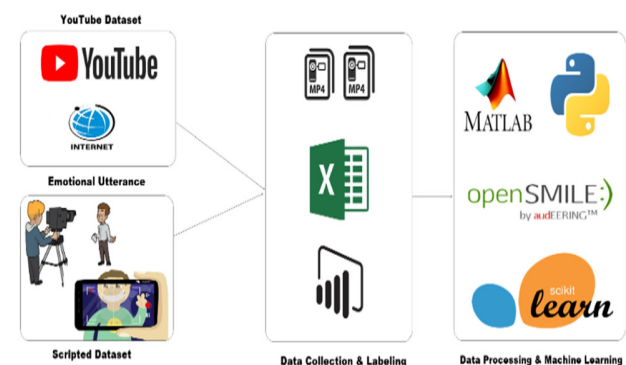 YouTube Dataset
YouTube
INTERNET
Emotional Utterance
Scripted Dataset
MP4 MP4
X
Data Collection & Labeling
MATLAB
openSMILE:)
by audEERING™
scikit
learn
Data Processing & Machine Learning